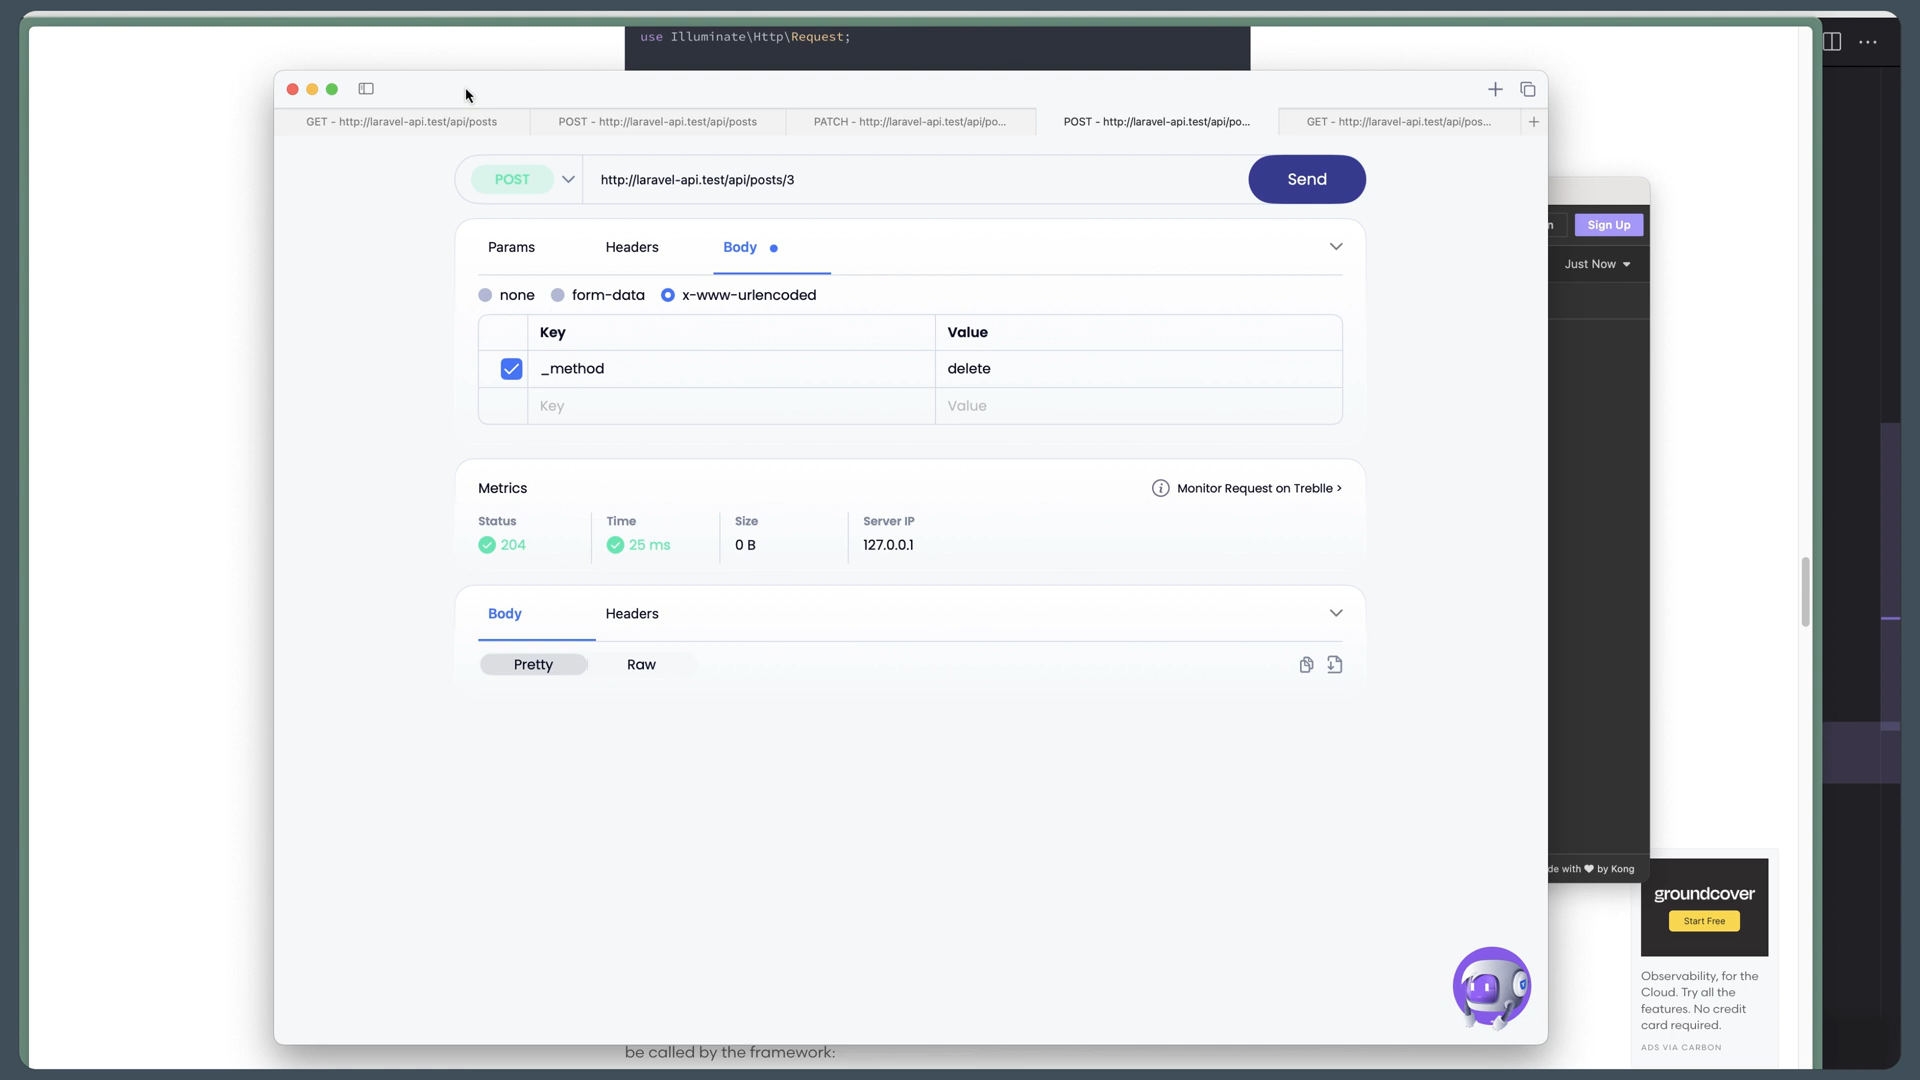 use Illuminate\Http\Request;
GET - http://laravel-api.test/api/posts
POST - http://laravel-api.test/api/posts
PATCH - http://laravel-api.test/api/po...
POST - http://laravel-api.test/api/po...
GET - http://laravel-api.test/api/pos...
POST
http://laravel-api.test/api/posts/3
Send
n
Sign Up
Params
Headers
Body
Just Now
none
form-data
x-www-urlencoded
Key
Value
_method
delete
Key
Value
Metrics
Monitor Request on Treblle >
Status
Time
Size
Server IP
204
25 ms
0 B
127.0.0.1
Body
Headers
Pretty
Raw
de with ♥ by Kong
groundcover
Start Free
Observability, for the
Cloud. Try all the
features. No credit
card required.
ADS VIA CARBON
be called by the framework: